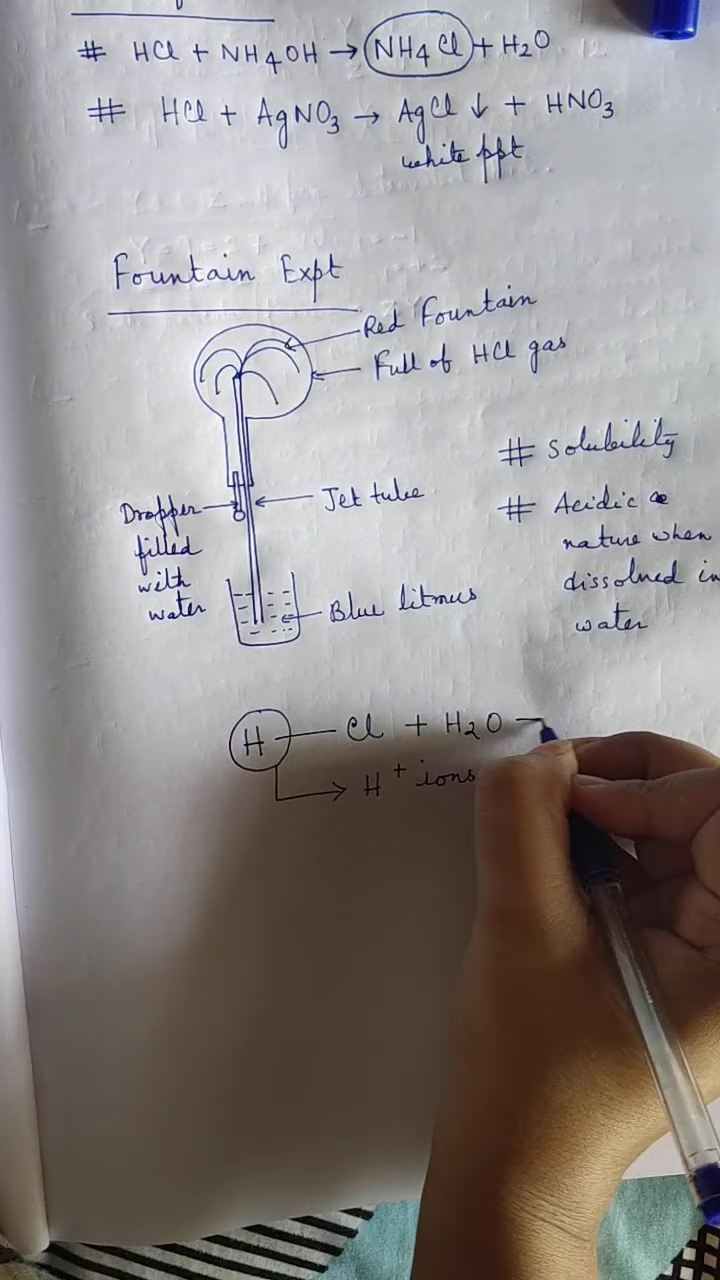 # HCl + NH4OH → NH4Cl + H2O
# HCl + AgNO3 → AgCl ↓ + HNO3
white ppt
Fountain Expt
Red Fountain
Full of HCl gas
# Solubility
Dropper
filled
with
water
Jet tube
# Acidic
nature when
dissolved in
water
Blue litmus
H — Cl + H2O
H+ ions